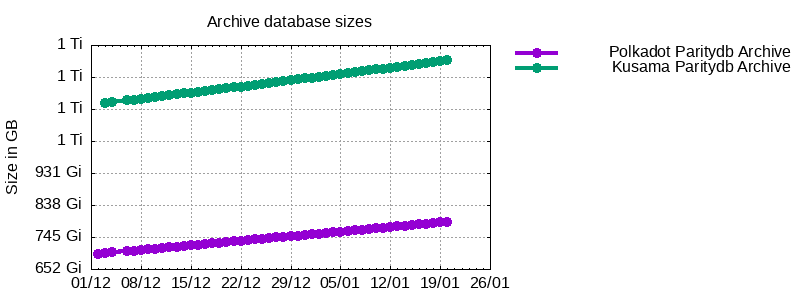 Archive database sizes
1 Ti
1 Ti
1 Ti
1 Ti
931 Gi
838 Gi
745 Gi
652 Gi
Size in GB
01/12 08/12 15/12 22/12 29/12 05/01 12/01 19/01 26/01
Polkadot Paritydb Archive
Kusama Paritydb Archive